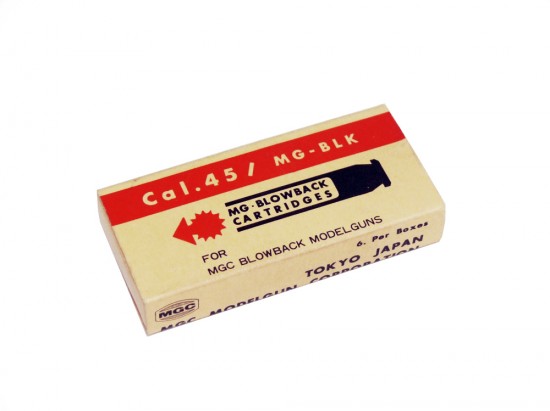 Cal.45/ MG-BLK
MG-BLOWBACK
CARTRIDGES
FOR
MGC BLOWBACK MODELGUNS
6. Per Boxes
MGC
TOKYO JAPAN
MGC MODELGUN CORPORATION